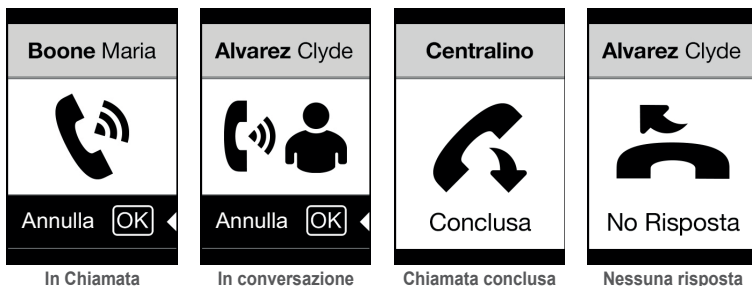 Boone Maria
Alvarez Clyde
Centralino
Alvarez Clyde
Annulla OK
Annulla OK
Conclusa
No Risposta
In Chiamata
In conversazione
Chiamata conclusa
Nessuna risposta